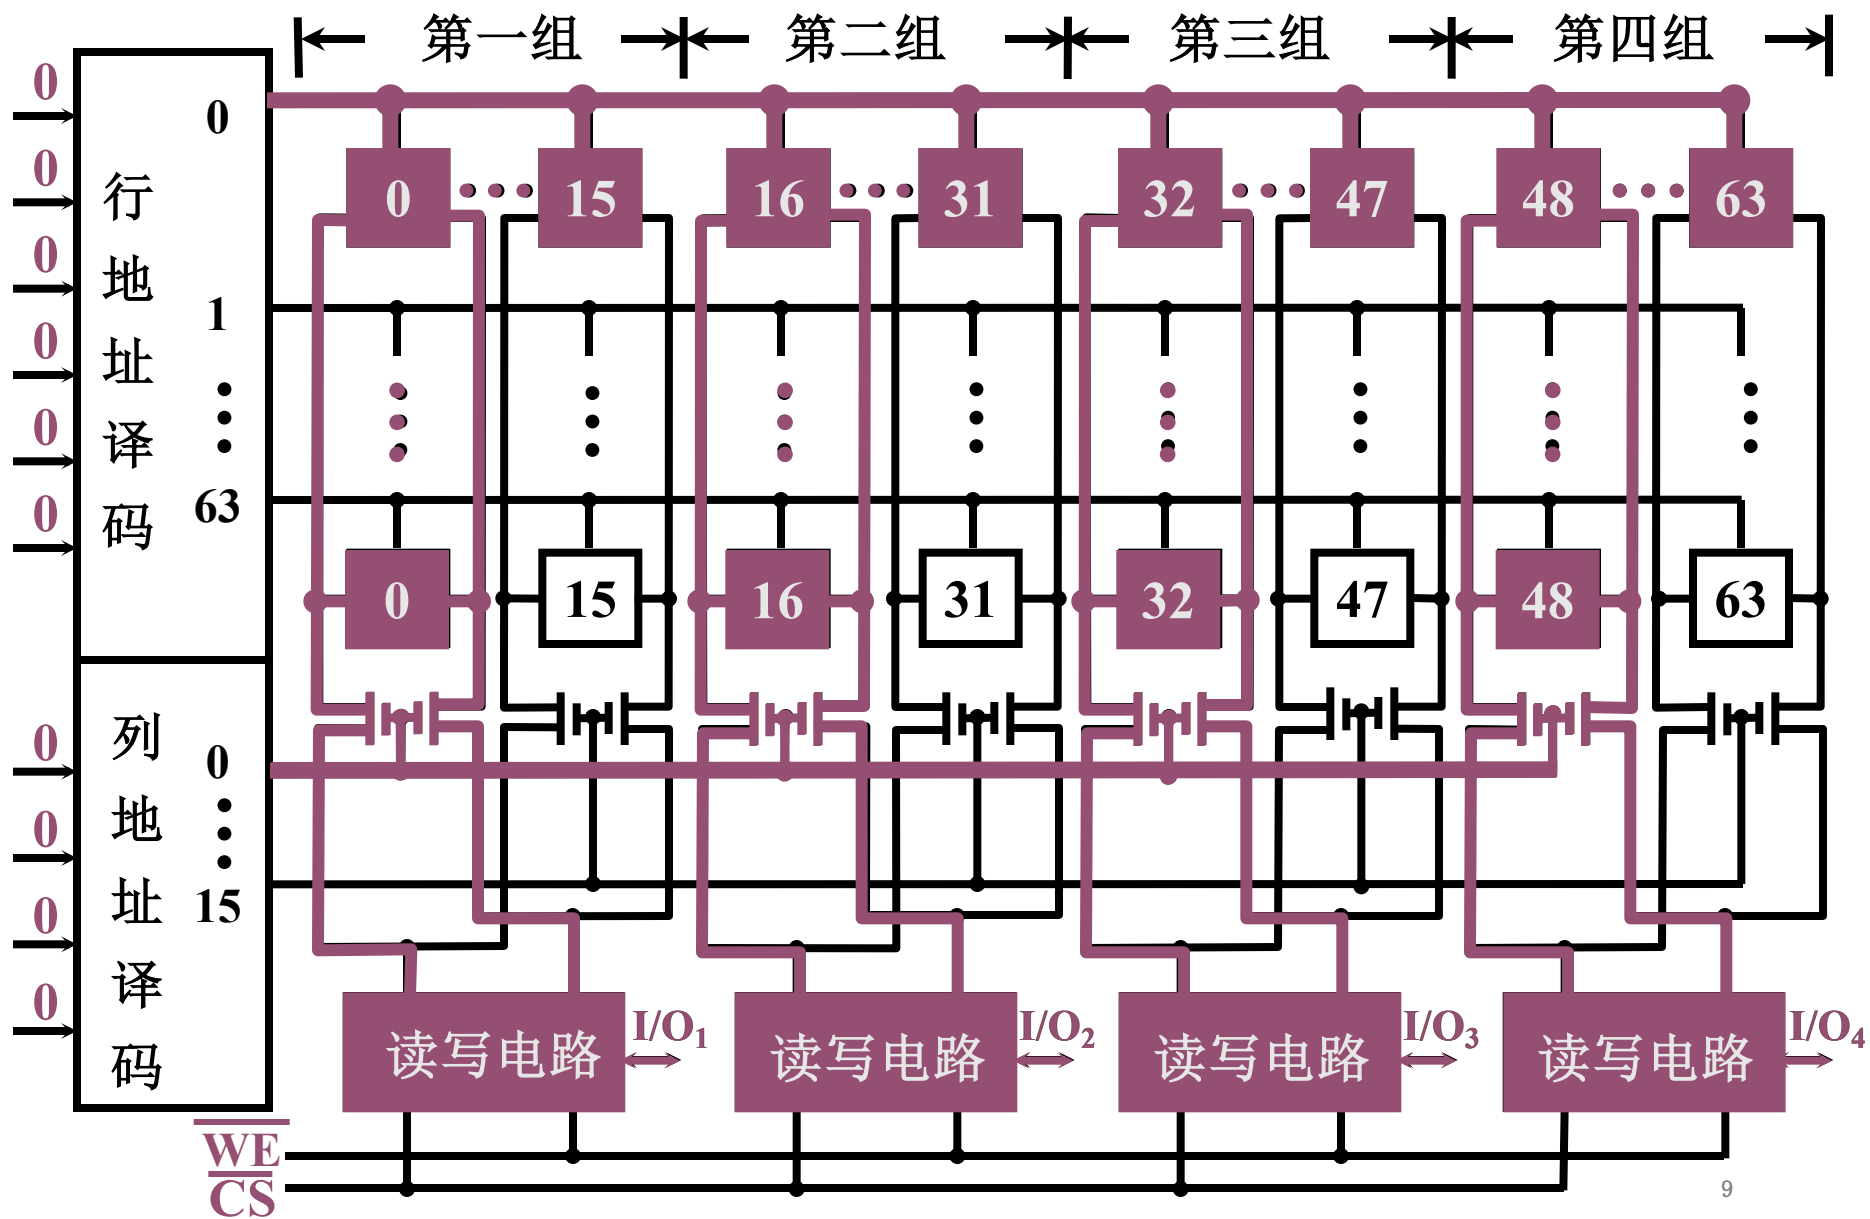 第一组 第二组 第三组 第四组
0 0 0 0 0 0
行地址译码
0
1
63
0 15 16 31 32 47 48 63
0 15 16 31 32 47 48 63
0 0 0 0
列地址译码
0
15
读写电路 I/O1 读写电路 I/O2 读写电路 I/O3 读写电路 I/O4
WE
CS
9